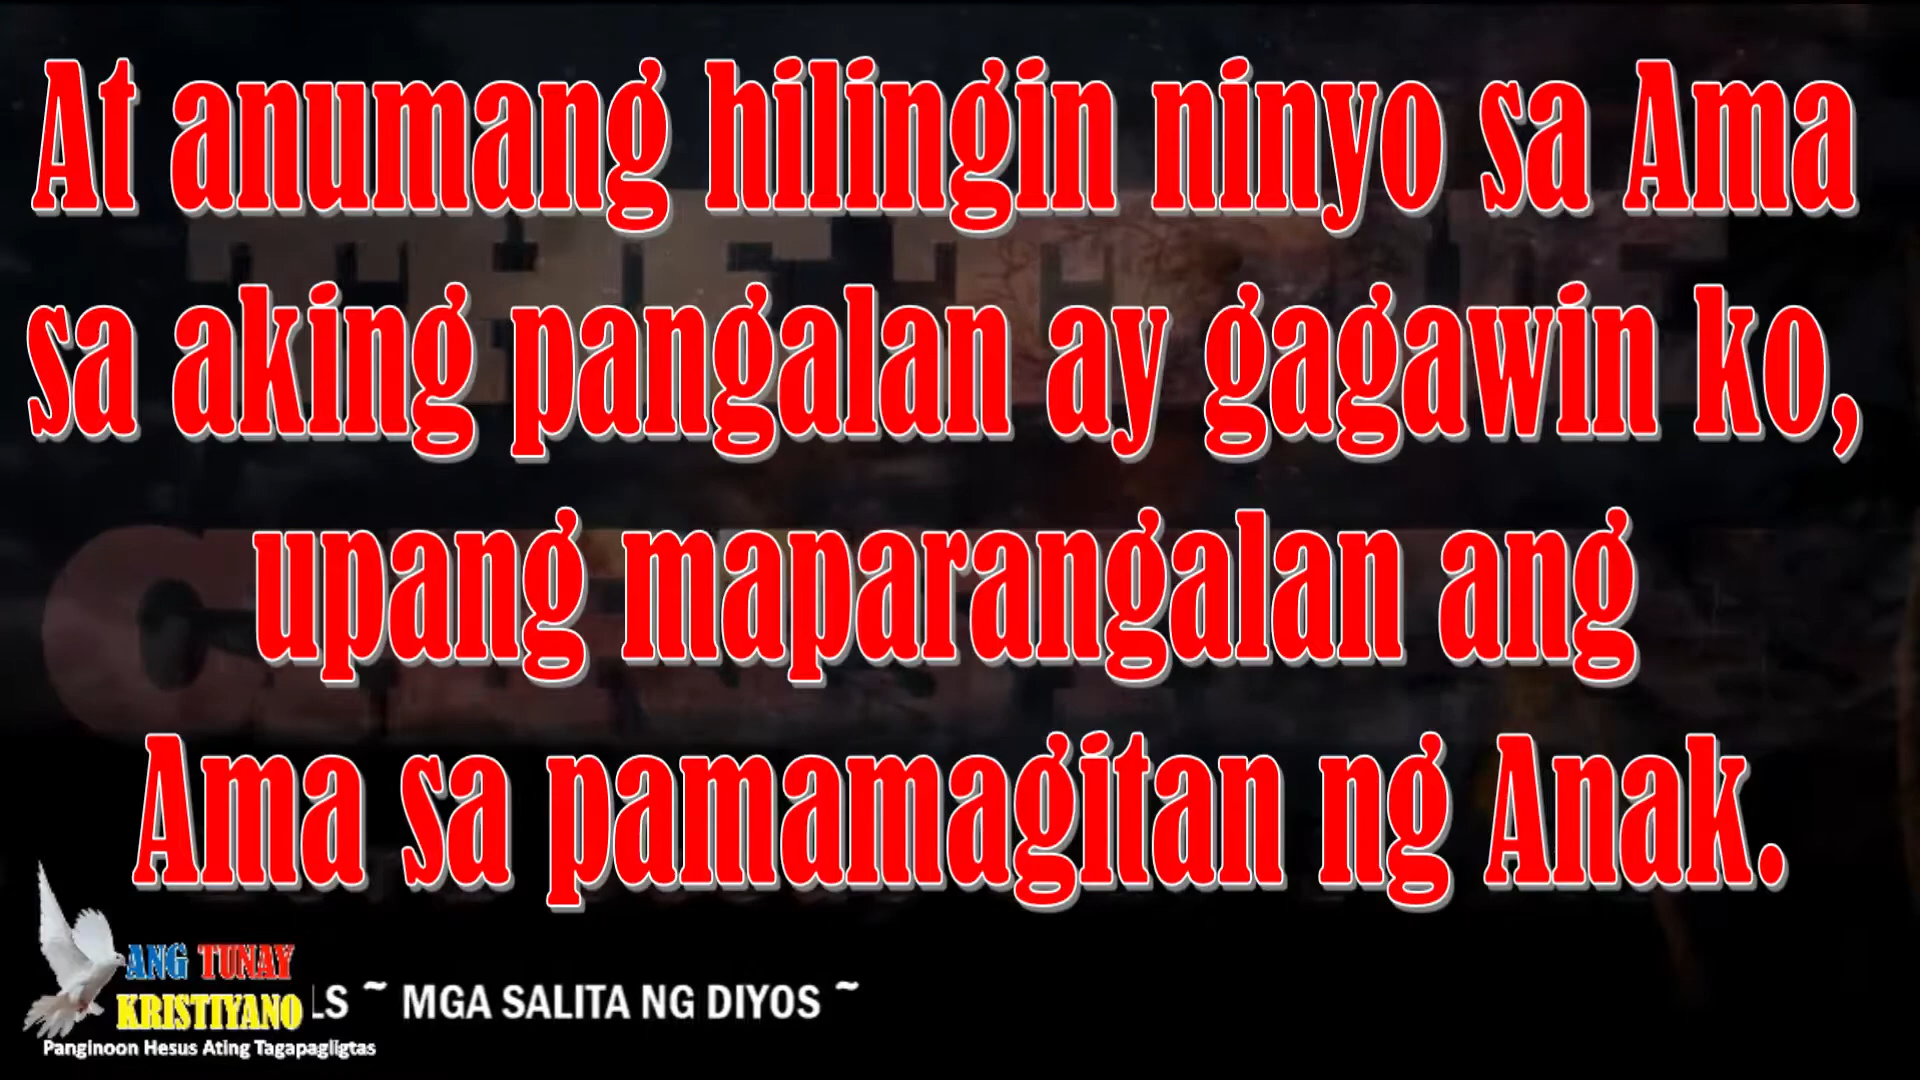 At anumang hilingin ninyo sa Ama
sa aking pangalan ay gagawin ko,
upang maparangalan ang
Ama sa pamamagitan ng Anak.
ANG TUNAY
KRISTIYANO
LS ~ MGA SALITA NG DIYOS ~
Panginoon Hesus Ating Tagapagligtas